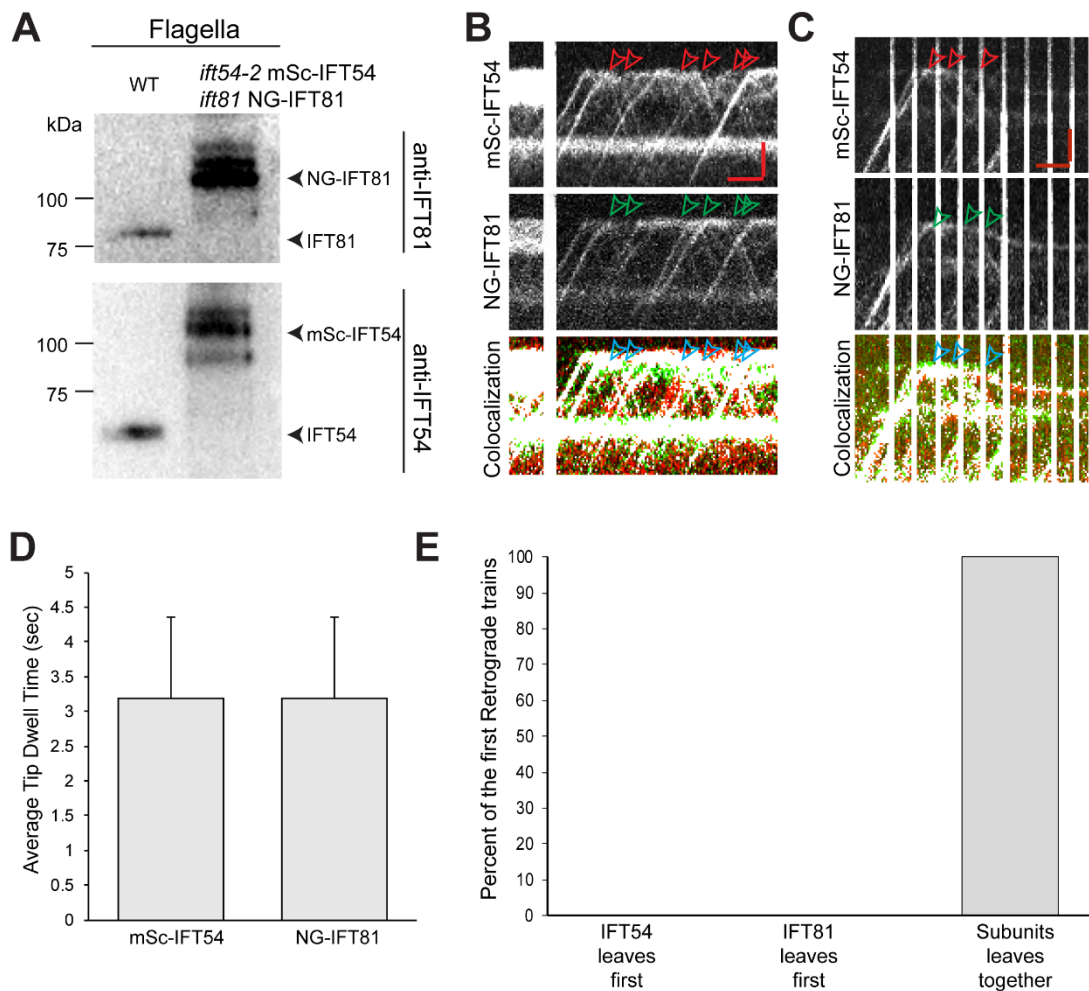 A
Flagella
WT
ift54-2 mSc-IFT54
ift81 NG-IFT81
kDa
100
75
NG-IFT81
IFT81
anti-IFT81
100
75
mSc-IFT54
IFT54
anti-IFT54
B
mSc-IFT54
NG-IFT81
Colocalization
C
mSc-IFT54
NG-IFT81
Colocalization
D
Average Tip Dwell Time (sec)
5
4.5
4
3.5
3
2.5
2
1.5
1
0.5
0
mSc-IFT54
NG-IFT81
E
Percent of the first Retrograde trains
100
90
80
70
60
50
40
30
20
10
0
IFT54
leaves
first
IFT81
leaves
first
Subunits
leaves
together